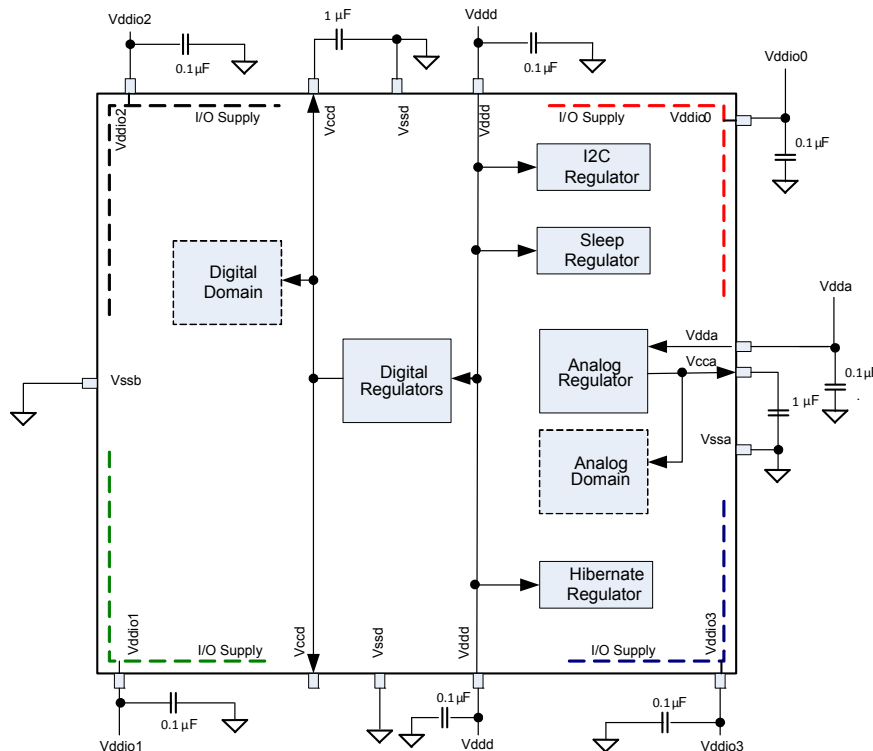 Vddio2
1 µF
Vddd
0.1 µF
0.1 µF
Vddio0
0.1 µF
Vddio2
I/O Supply
Vccd
Vssd
Vddd
I/O Supply
Vddio0
I2C
Regulator
Sleep
Regulator
Digital
Domain
Vdda
Vdda
Vcca
Digital
Regulators
Analog
Regulator
0.1 µ
1 µF
Vssb
Vssa
Analog
Domain
Hibernate
Regulator
Vddio1
I/O Supply
Vccd
Vssd
Vddd
I/O Supply
Vddio3
0.1 µF
0.1 µF
0.1 µF
Vddio1
Vddd
Vddio3